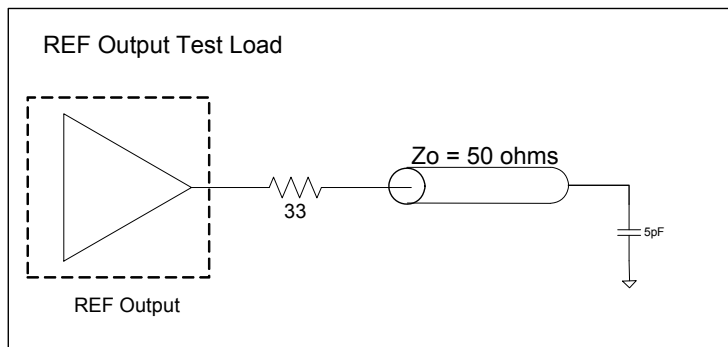 REF Output Test Load
Zo = 50 ohms
33
5pF
REF Output